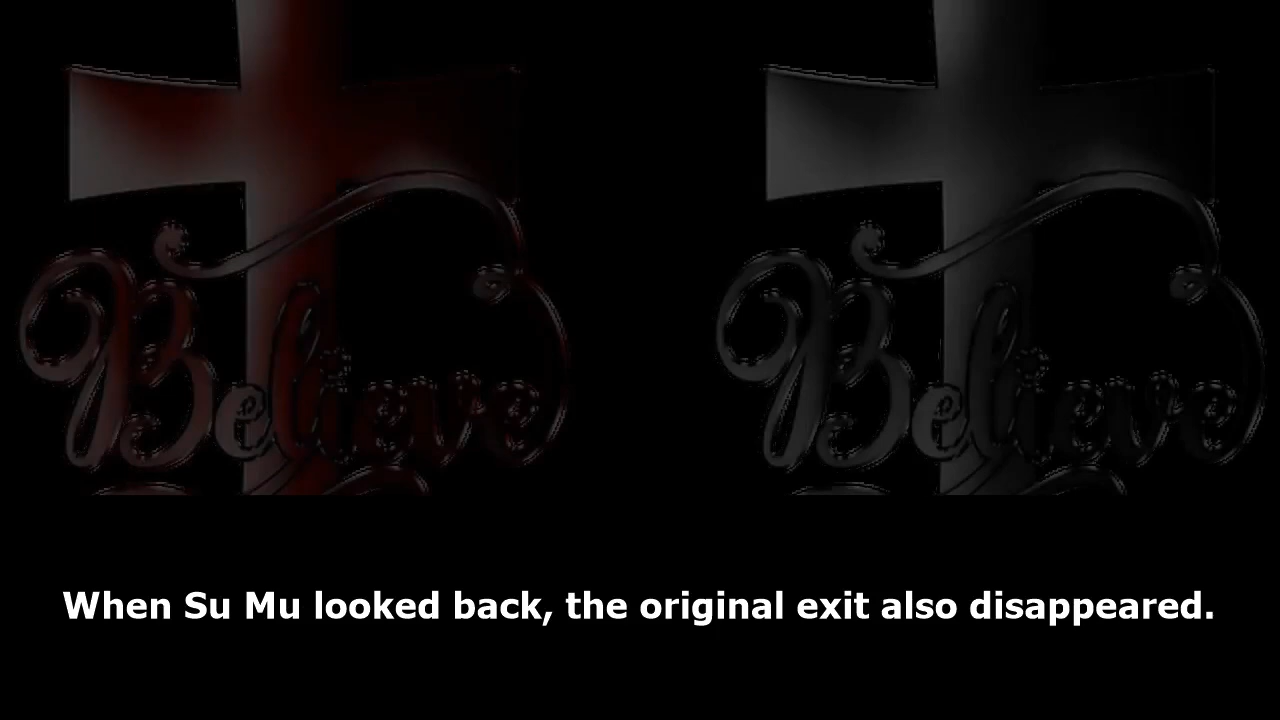 Believe Believe
When Su Mu looked back, the original exit also disappeared.